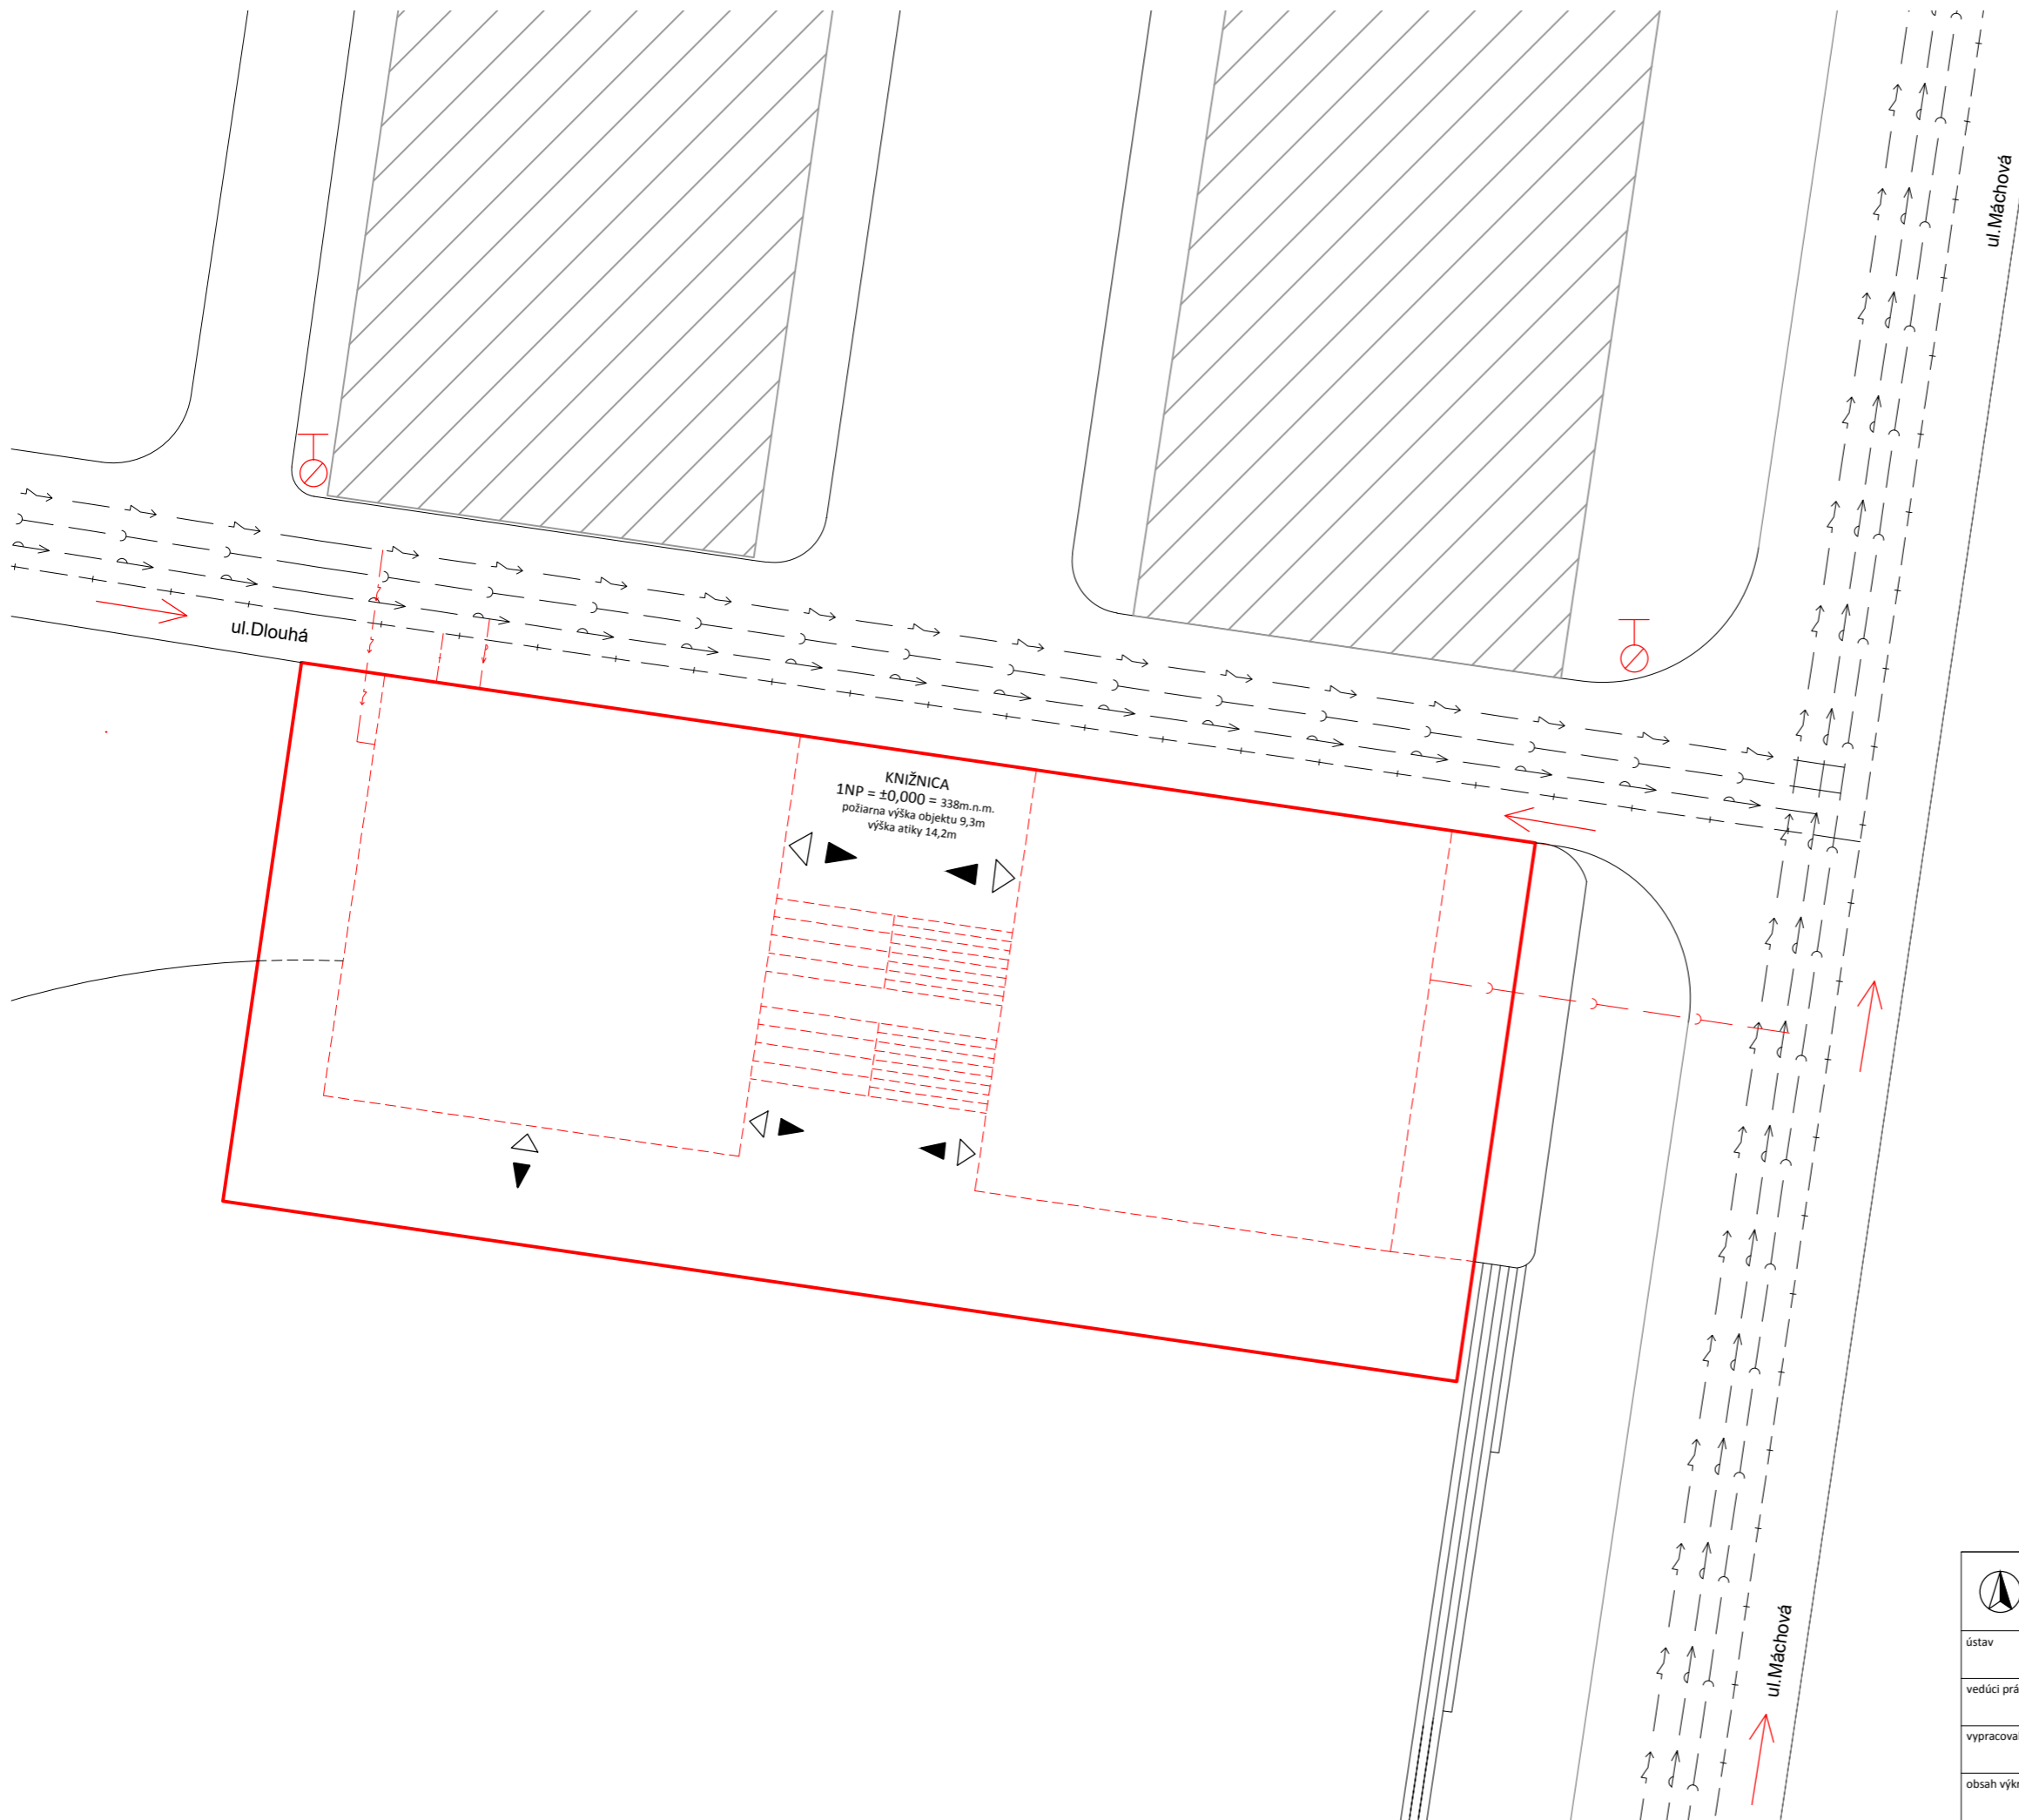 ul.Máchová
ul.Dlouhá
KNIŽNICA
1NP = ±0,000 = 338m.n.m.
požiarna výška objektu 9,3m
výška atiky 14,2m
ul.Máchová
ústav
vedúci prá
vypracoval
obsah výkr